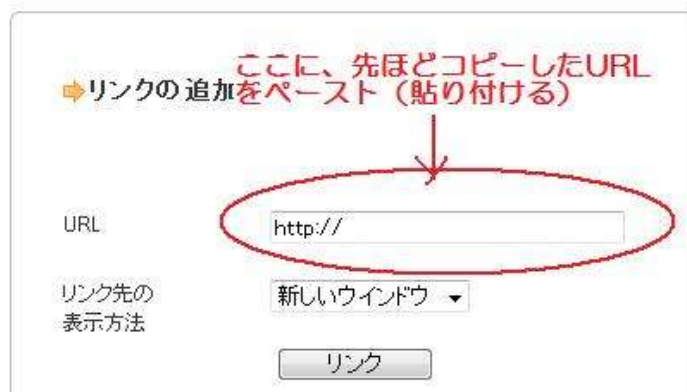 ここに、先ほどコピーしたURL
リンクの追加をペースト（貼り付ける）
URL
http://
リンク先の
表示方法
新しいウインドウ
リンク